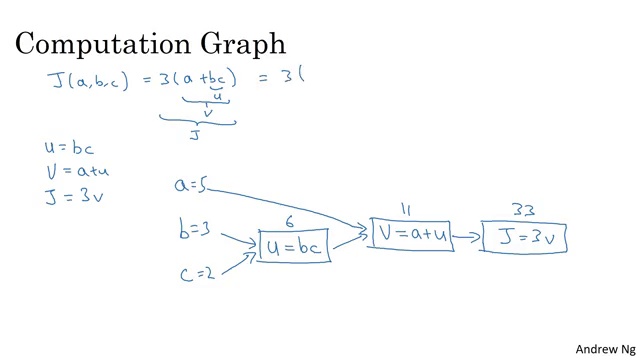 Computation Graph
J(a,b,c) = 3(a+bc) = 3(
u
v
J
u = bc
v = a+u
J = 3v
a=5
11
33
b=3
6
v = a+u
J = 3v
u = bc
c=2
Andrew Ng